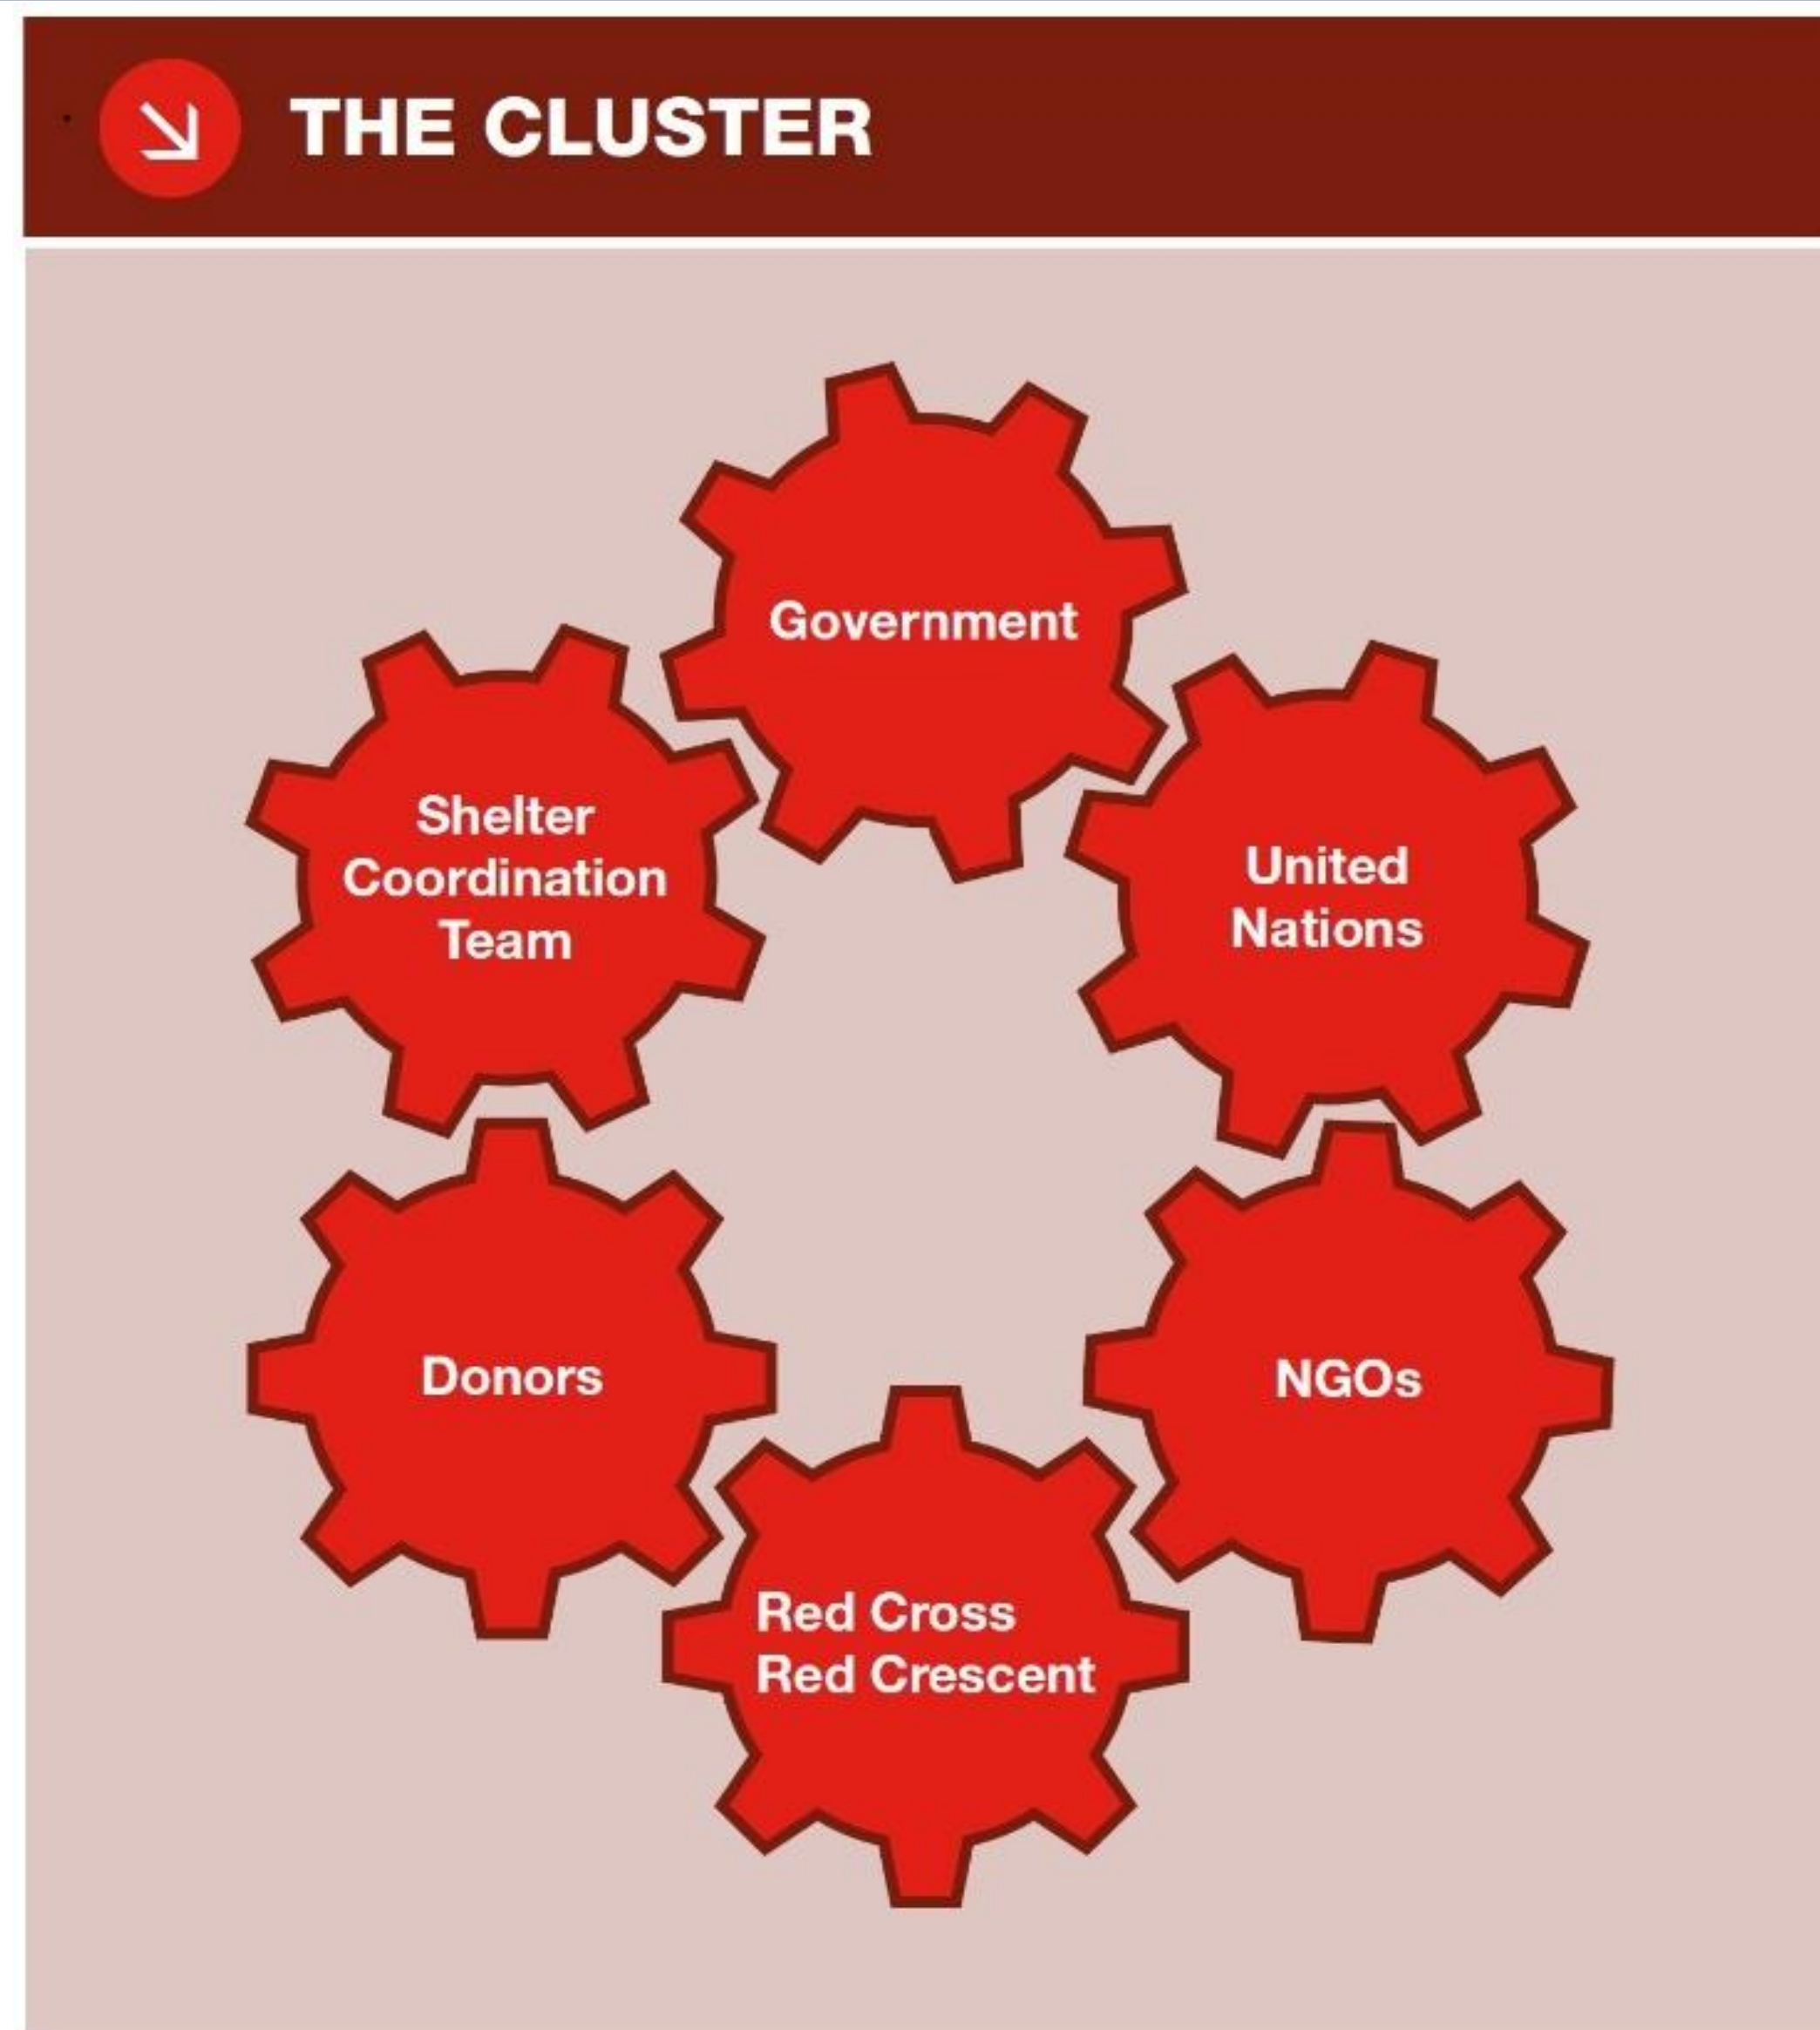 THE CLUSTER
Government
Shelter
Coordination
Team
United
Nations
Donors
NGOs
Red Cross
Red Crescent